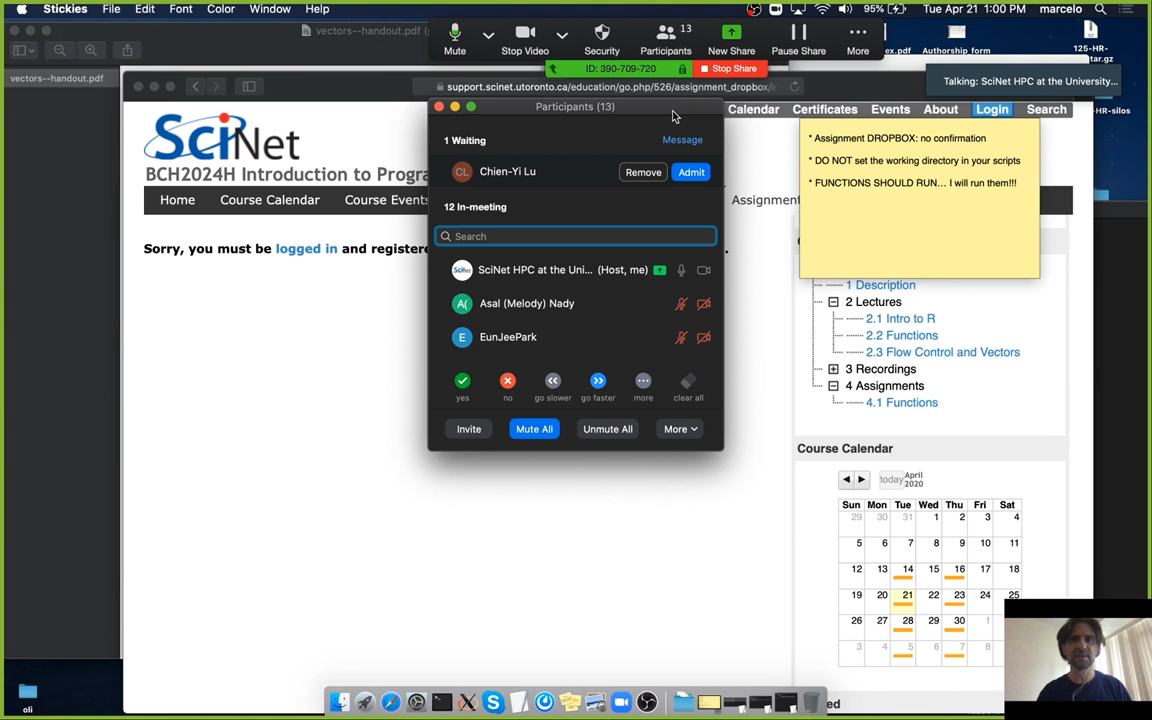 Stickies File Edit Font Color Window Help
95% Tue Apr 21 1:00 PM marcelo
vectors--handout.pdf
Mute
Stop Video
Security
Participants 13
New Share
Pause Share
More
ex.pdf
Authorship_form
125-HR-
tar.gz
ID: 390-709-720
Stop Share
Talking: SciNet HPC at the University...
HR-silos
vectors--handout.pdf
support.scinet.utoronto.ca/education/go.php/526/assignment_dropbox/
Participants (13)
Calendar Certificates Events About Login Search
SciNet
BCH2024H Introduction to Progra
Home Course Calendar Course Events
Assignment
Sorry, you must be logged in and registere
1 Waiting
Message
CL Chien-Yi Lu Remove Admit
12 In-meeting
Search
SciNet HPC at the Uni... (Host, me)
A( Asal (Melody) Nady
E EunJeePark
yes no go slower go faster more clear all
Invite Mute All Unmute All More
* Assignment DROPBOX: no confirmation
* DO NOT set the working directory in your scripts
* FUNCTIONS SHOULD RUN... I will run them!!!
1 Description
2 Lectures
2.1 Intro to R
2.2 Functions
2.3 Flow Control and Vectors
3 Recordings
4 Assignments
4.1 Functions
Course Calendar
today April
2020
Sun Mon Tue Wed Thu Fri Sat
29 30 31 1 2 3 4
5 6 7 8 9 10 11
12 13 14 15 16 17 18
19 20 21 22 23 24 25
26 27 28 29 30 1
3 4 5 6 7 8
oli